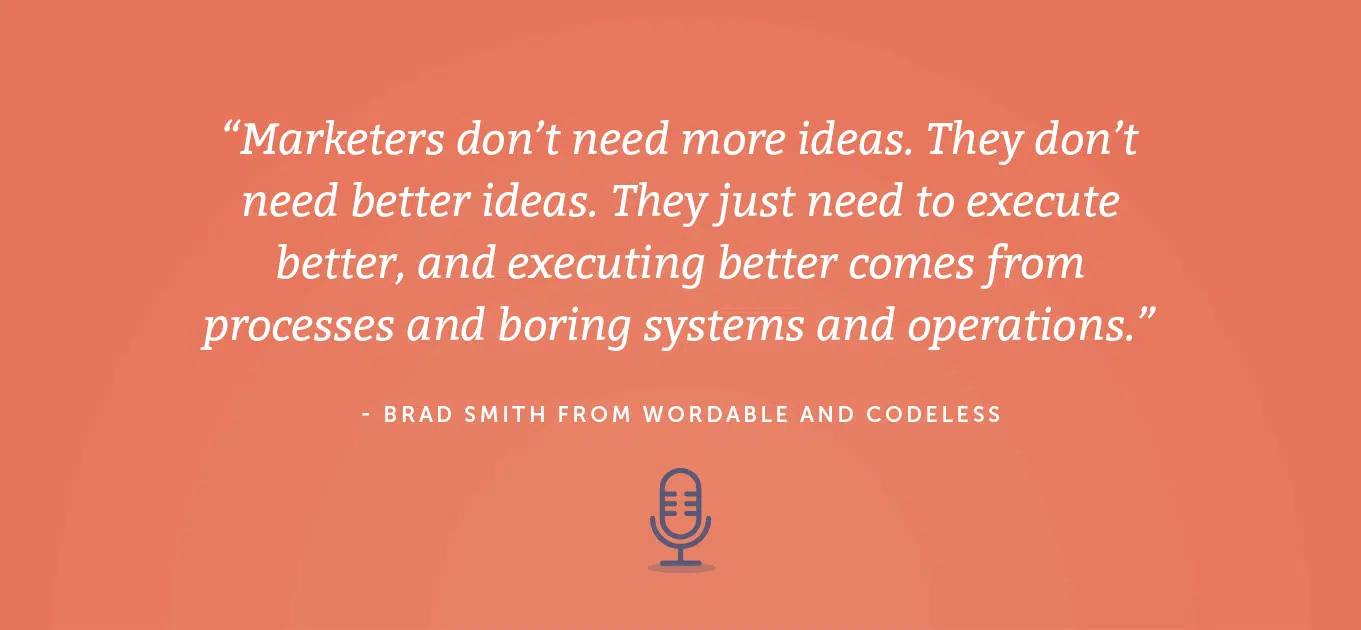 “Marketers don’t need more ideas. They don’t
need better ideas. They just need to execute
better, and executing better comes from
processes and boring systems and operations.”
- BRAD SMITH FROM WORDABLE AND CODELESS